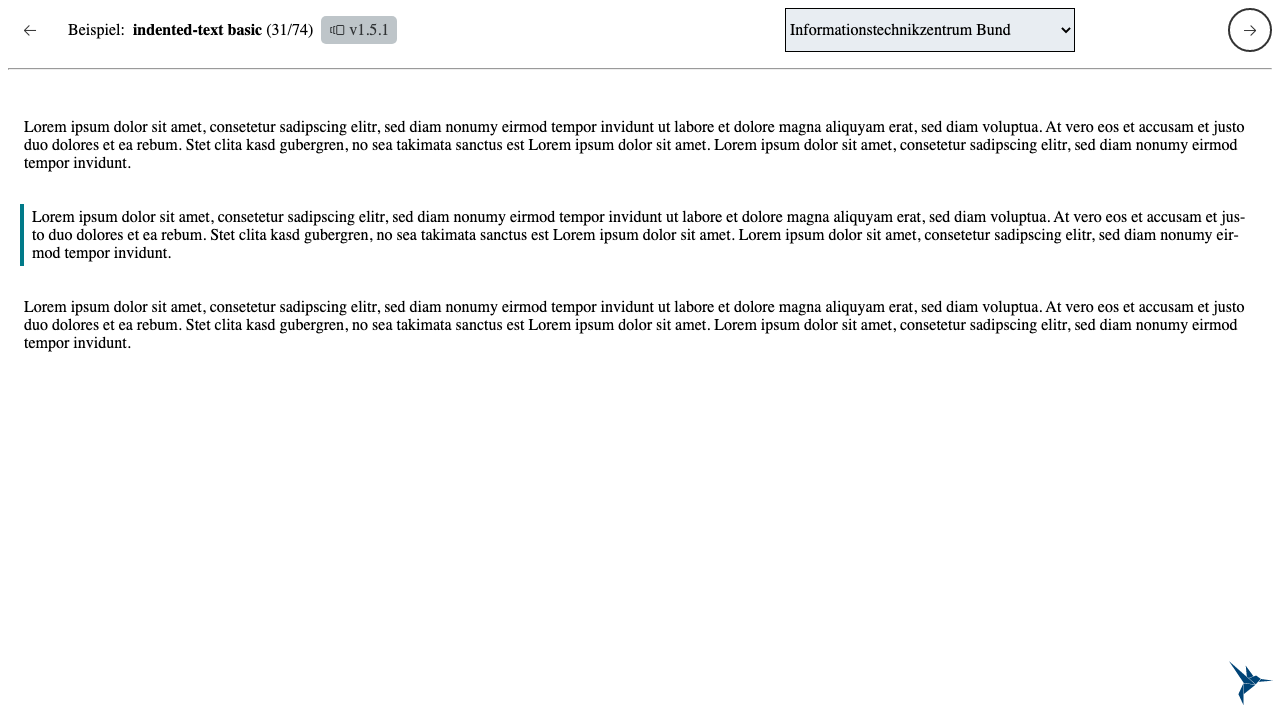 Beispiel: indented-text basic (31/74) v1.5.1 Informationstechnikzentrum Bund
Lorem ipsum dolor sit amet, consetetur sadipscing elitr, sed diam nonumy eirmod tempor invidunt ut labore et dolore magna aliquyam erat, sed diam voluptua. At vero eos et accusam et justo
duo dolores et ea rebum. Stet clita kasd gubergren, no sea takimata sanctus est Lorem ipsum dolor sit amet. Lorem ipsum dolor sit amet, consetetur sadipscing elitr, sed diam nonumy eirmod
tempor invidunt.
Lorem ipsum dolor sit amet, consetetur sadipscing elitr, sed diam nonumy eirmod tempor invidunt ut labore et dolore magna aliquyam erat, sed diam voluptua. At vero eos et accusam et jus-
to duo dolores et ea rebum. Stet clita kasd gubergren, no sea takimata sanctus est Lorem ipsum dolor sit amet. Lorem ipsum dolor sit amet, consetetur sadipscing elitr, sed diam nonumy eir-
mod tempor invidunt.
Lorem ipsum dolor sit amet, consetetur sadipscing elitr, sed diam nonumy eirmod tempor invidunt ut labore et dolore magna aliquyam erat, sed diam voluptua. At vero eos et accusam et justo
duo dolores et ea rebum. Stet clita kasd gubergren, no sea takimata sanctus est Lorem ipsum dolor sit amet. Lorem ipsum dolor sit amet, consetetur sadipscing elitr, sed diam nonumy eirmod
tempor invidunt.